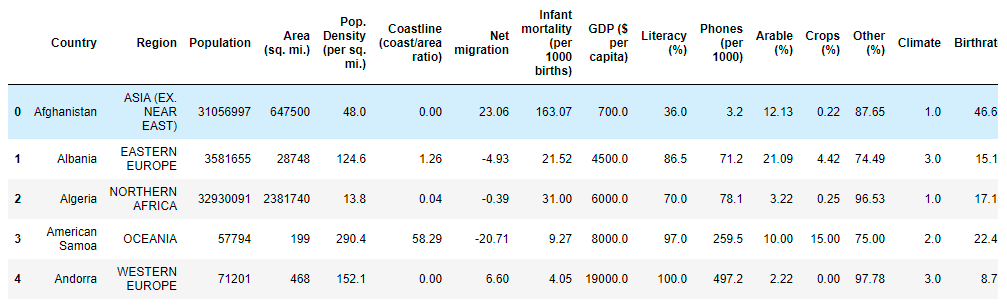 Country Region Population Area (sq. mi.) Pop. Density (per sq. mi.) Coastline (coast/area ratio) Net migration Infant mortality (per 1000 births) GDP ($ per capita) Literacy (%) Phones (per 1000) Arable (%) Crops (%) Other (%) Climate Birthrat
0 Afghanistan ASIA (EX. NEAR EAST) 31056997 647500 48.0 0.00 23.06 163.07 700.0 36.0 3.2 12.13 0.22 87.65 1.0 46.6
1 Albania EASTERN EUROPE 3581655 28748 124.6 1.26 -4.93 21.52 4500.0 86.5 71.2 21.09 4.42 74.49 3.0 15.1
2 Algeria NORTHERN AFRICA 32930091 2381740 13.8 0.04 -0.39 31.00 6000.0 70.0 78.1 3.22 0.25 96.53 1.0 17.1
3 American Samoa OCEANIA 57794 199 290.4 58.29 -20.71 9.27 8000.0 97.0 259.5 10.00 15.00 75.00 2.0 22.4
4 Andorra WESTERN EUROPE 71201 468 152.1 0.00 6.60 4.05 19000.0 100.0 497.2 2.22 0.00 97.78 3.0 8.7